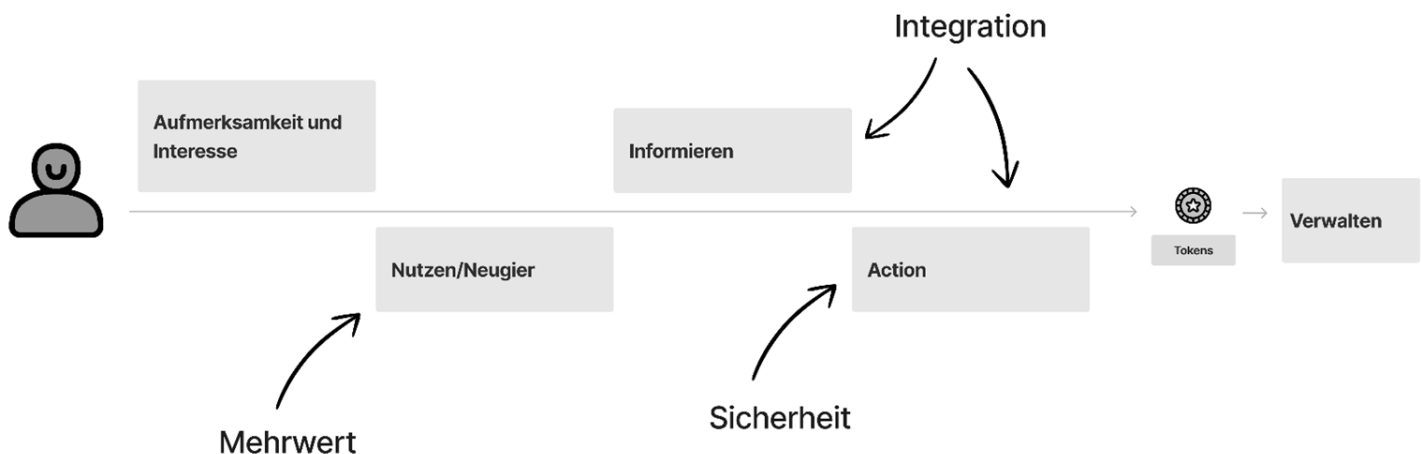 Integration
Aufmerksamkeit und
Interesse
Informieren
Nutzen/Neugier
Action
Tokens
Verwalten
Mehrwert
Sicherheit